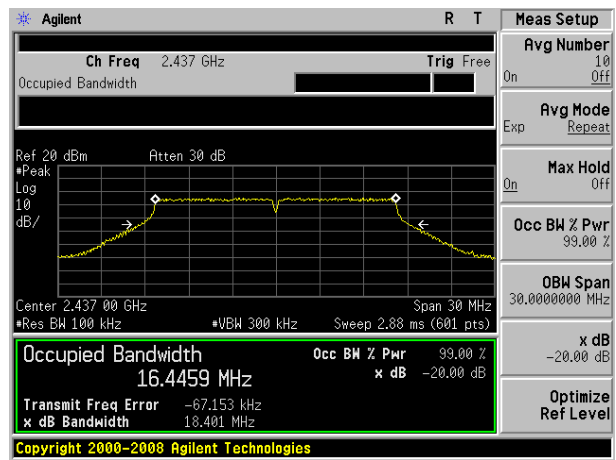 Agilent R T
Ch Freq 2.437 GHz Trig Free
Occupied Bandwidth
Ref 20 dBm Atten 30 dB
#Peak
Log
10
dB/
Center 2.437 00 GHz Span 30 MHz
#Res BW 100 kHz #VBW 300 kHz Sweep 2.88 ms (601 pts)
Occupied Bandwidth Occ BW % Pwr 99.00 %
16.4459 MHz x dB -20.00 dB
Transmit Freq Error -67.153 kHz
x dB Bandwidth 18.401 MHz
Copyright 2000-2008 Agilent Technologies
Meas Setup
Avg Number
10
On Off
Avg Mode
Exp Repeat
Max Hold
On Off
Occ BW % Pwr
99.00 %
OBW Span
30.0000000 MHz
x dB
-20.00 dB
Optimize
Ref Level